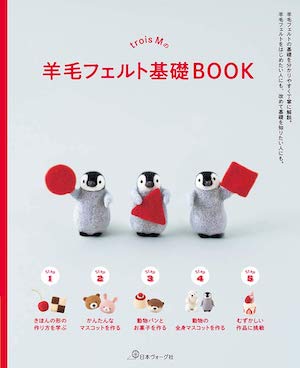 trois Mの
羊毛フェルト基礎BOOK
羊毛フェルトの基礎を分かりやすく丁寧に解説。
羊毛フェルトをはじめたい人にも、改めて基礎を知りたい人にも。
STEP
1
きほんの形の
作り方を学ぶ
STEP
2
かんたんな
マスコットを作る
STEP
3
動物パンと
お菓子を作る
STEP
4
動物の
全身マスコットを作る
STEP
5
むずかしい
作品に挑戦
日本ヴォーグ社